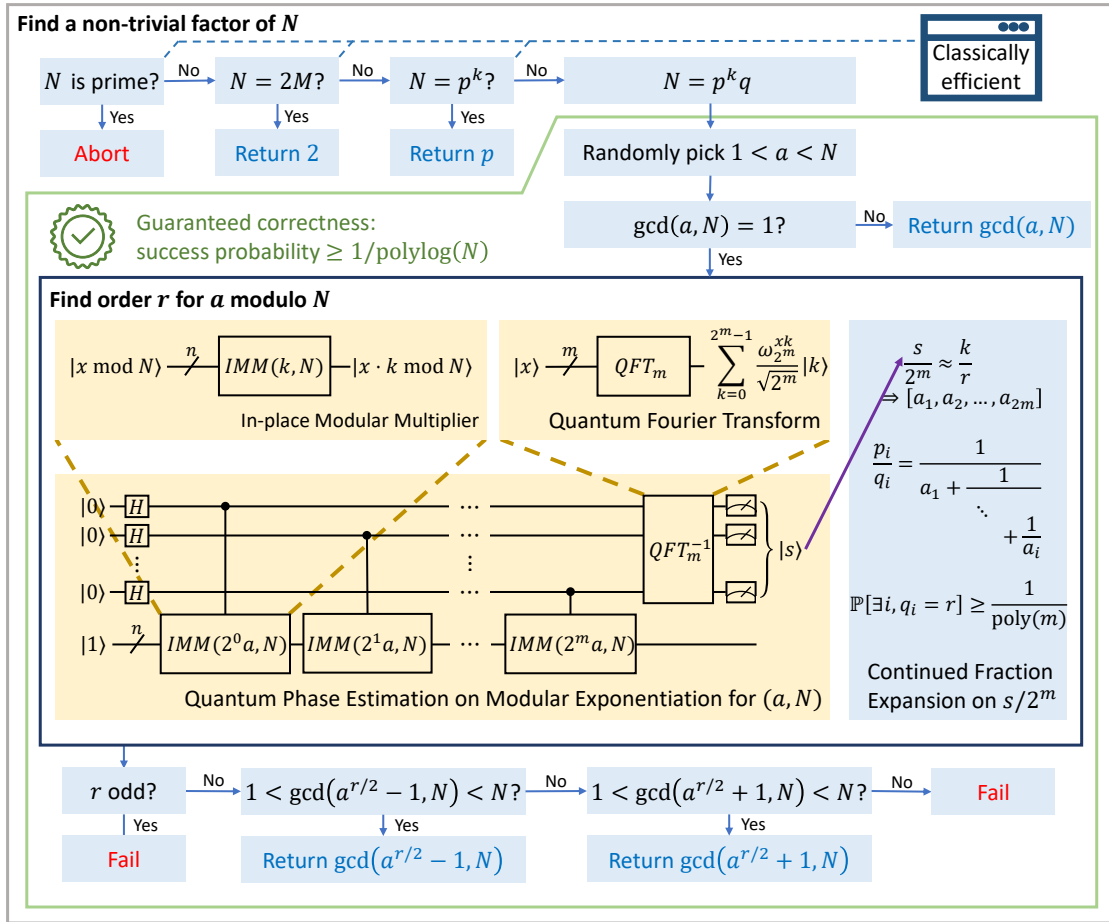 Find a non-trivial factor of N
Classically
efficient
N is prime?
No
N = 2M?
No
N = p^k?
No
N = p^k q
Yes
Yes
Yes
Abort
Return 2
Return p
Randomly pick 1 < a < N
Guaranteed correctness:
success probability ≥ 1/polylog(N)
gcd(a, N) = 1?
No
Return gcd(a, N)
Yes
Find order r for a modulo N
|x mod N⟩ n IMM(k, N) |x · k mod N⟩
In-place Modular Multiplier
|x⟩ m QFT_m ∑_{k=0}^{2^m−1} ω_{2^m}^{xk}/√2^m |k⟩
Quantum Fourier Transform
s/2^m ≈ k/r
⇒ [a_1, a_2, …, a_{2m}]
p_i/q_i = 1/(a_1 + 1/(⋱ + 1/a_i))
ℙ[∃i, q_i = r] ≥ 1/poly(m)
Continued Fraction
Expansion on s/2^m
|0⟩ H ⋯
|0⟩ H ⋯
⋮ ⋮ QFT_m^{−1} |s⟩
|0⟩ H ⋯
|1⟩ n IMM(2^0 a, N) IMM(2^1 a, N) ⋯ IMM(2^m a, N)
Quantum Phase Estimation on Modular Exponentiation for (a, N)
r odd?
No
1 < gcd(a^{r/2} − 1, N) < N?
No
1 < gcd(a^{r/2} + 1, N) < N?
No
Fail
Yes
Yes
Yes
Fail
Return gcd(a^{r/2} − 1, N)
Return gcd(a^{r/2} + 1, N)